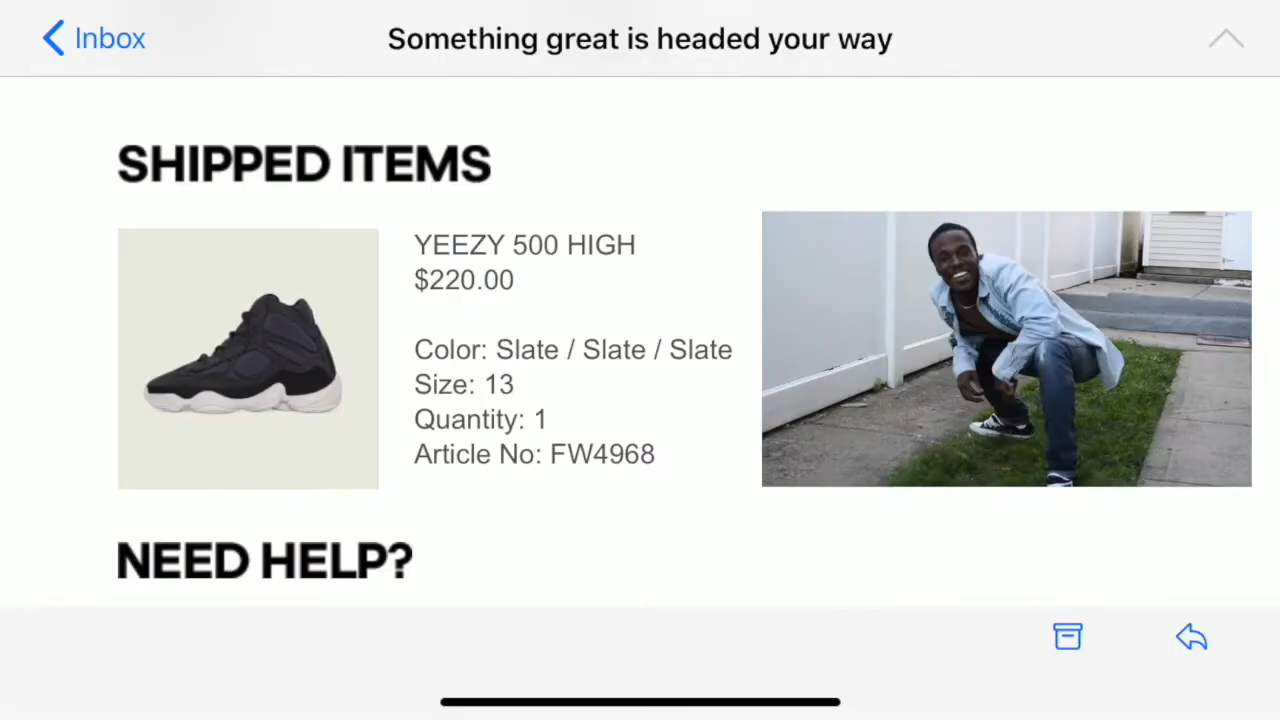 Inbox
Something great is headed your way
SHIPPED ITEMS
YEEZY 500 HIGH
$220.00
Color: Slate / Slate / Slate
Size: 13
Quantity: 1
Article No: FW4968
NEED HELP?